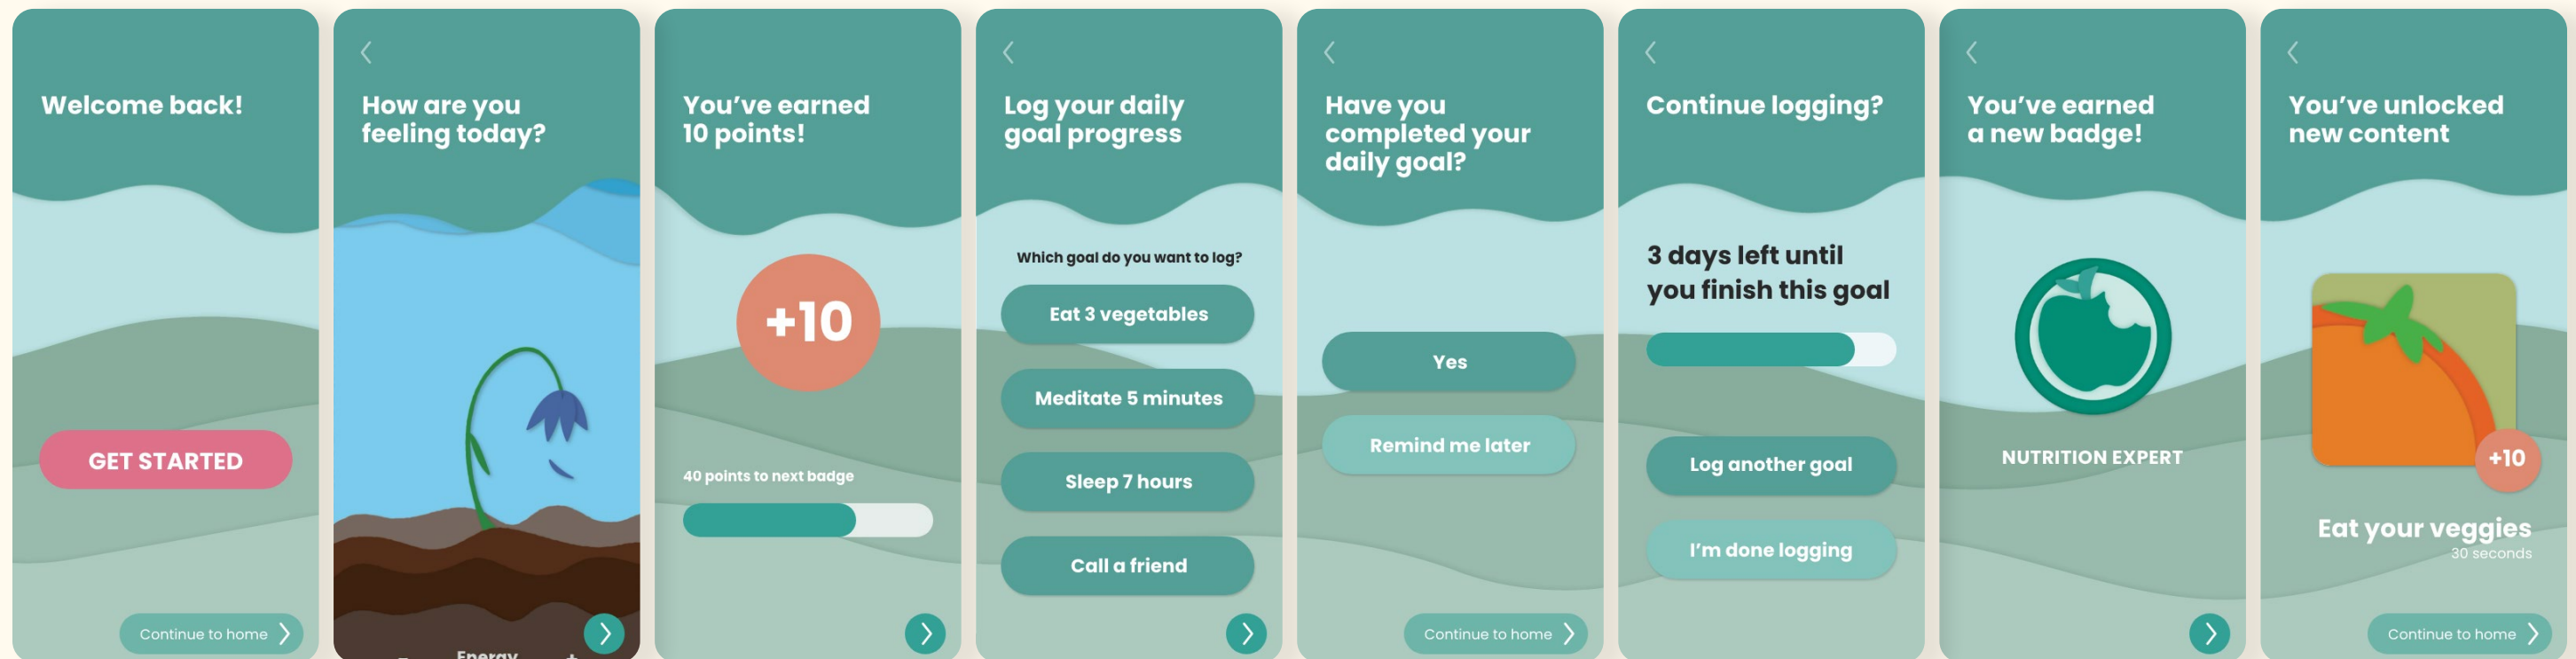 Welcome back!
GET STARTED
Continue to home
How are you
feeling today?
Energy
You've earned
10 points!
+10
40 points to next badge
Log your daily
goal progress
Which goal do you want to log?
Eat 3 vegetables
Meditate 5 minutes
Sleep 7 hours
Call a friend
Have you
completed your
daily goal?
Yes
Remind me later
Continue to home
Continue logging?
3 days left until
you finish this goal
Log another goal
I'm done logging
You've earned
a new badge!
NUTRITION EXPERT
You've unlocked
new content
+10
Eat your veggies
30 seconds
Continue to home